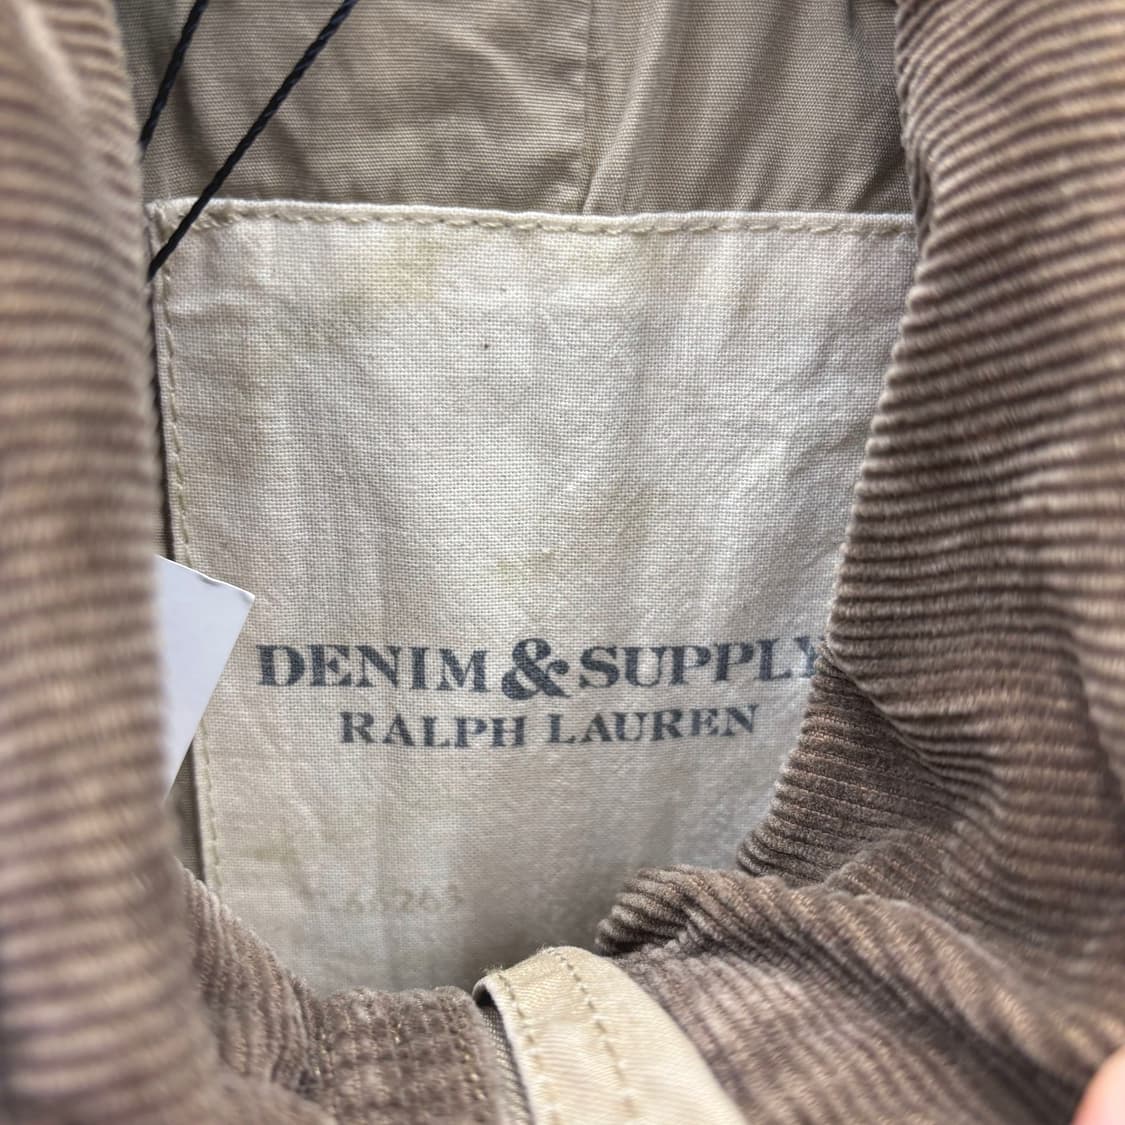 DENIM & SUPPLY
RALPH LAUREN